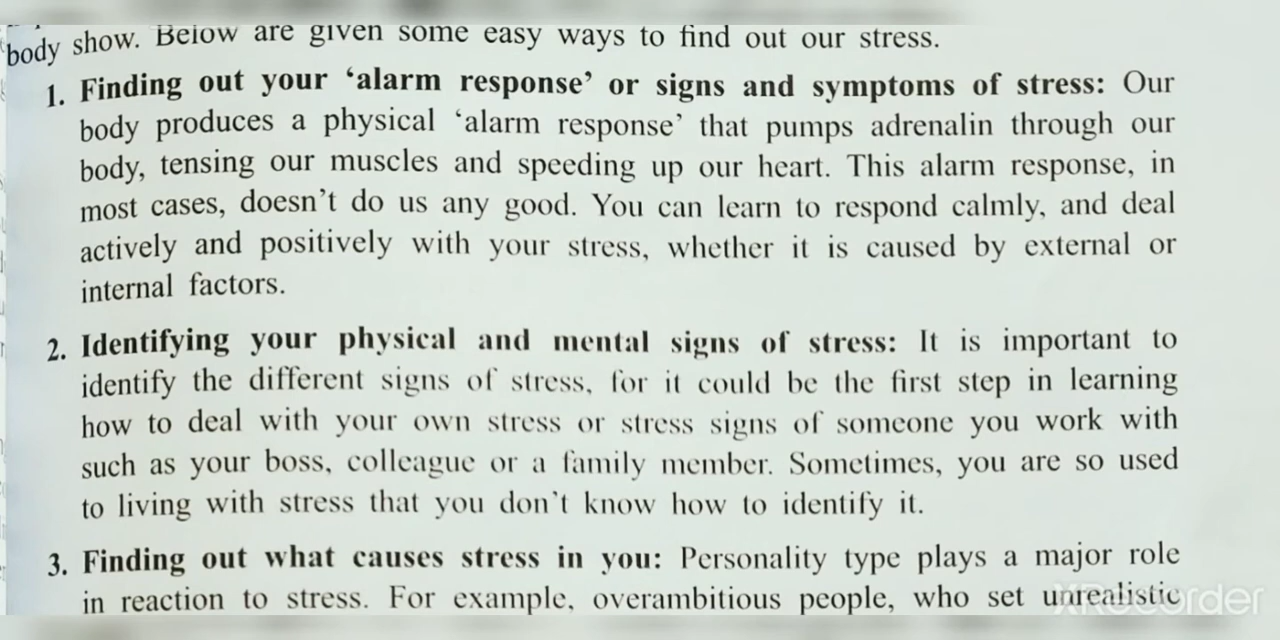 body show. Below are given some easy ways to find out our stress.
1. Finding out your ‘alarm response’ or signs and symptoms of stress: Our
body produces a physical ‘alarm response’ that pumps adrenalin through our
body, tensing our muscles and speeding up our heart. This alarm response, in
most cases, doesn’t do us any good. You can learn to respond calmly, and deal
actively and positively with your stress, whether it is caused by external or
internal factors.
2. Identifying your physical and mental signs of stress: It is important to
identify the different signs of stress, for it could be the first step in learning
how to deal with your own stress or stress signs of someone you work with
such as your boss, colleague or a family member. Sometimes, you are so used
to living with stress that you don’t know how to identify it.
3. Finding out what causes stress in you: Personality type plays a major role
in reaction to stress. For example, overambitious people, who set unrealistic
XRecorder